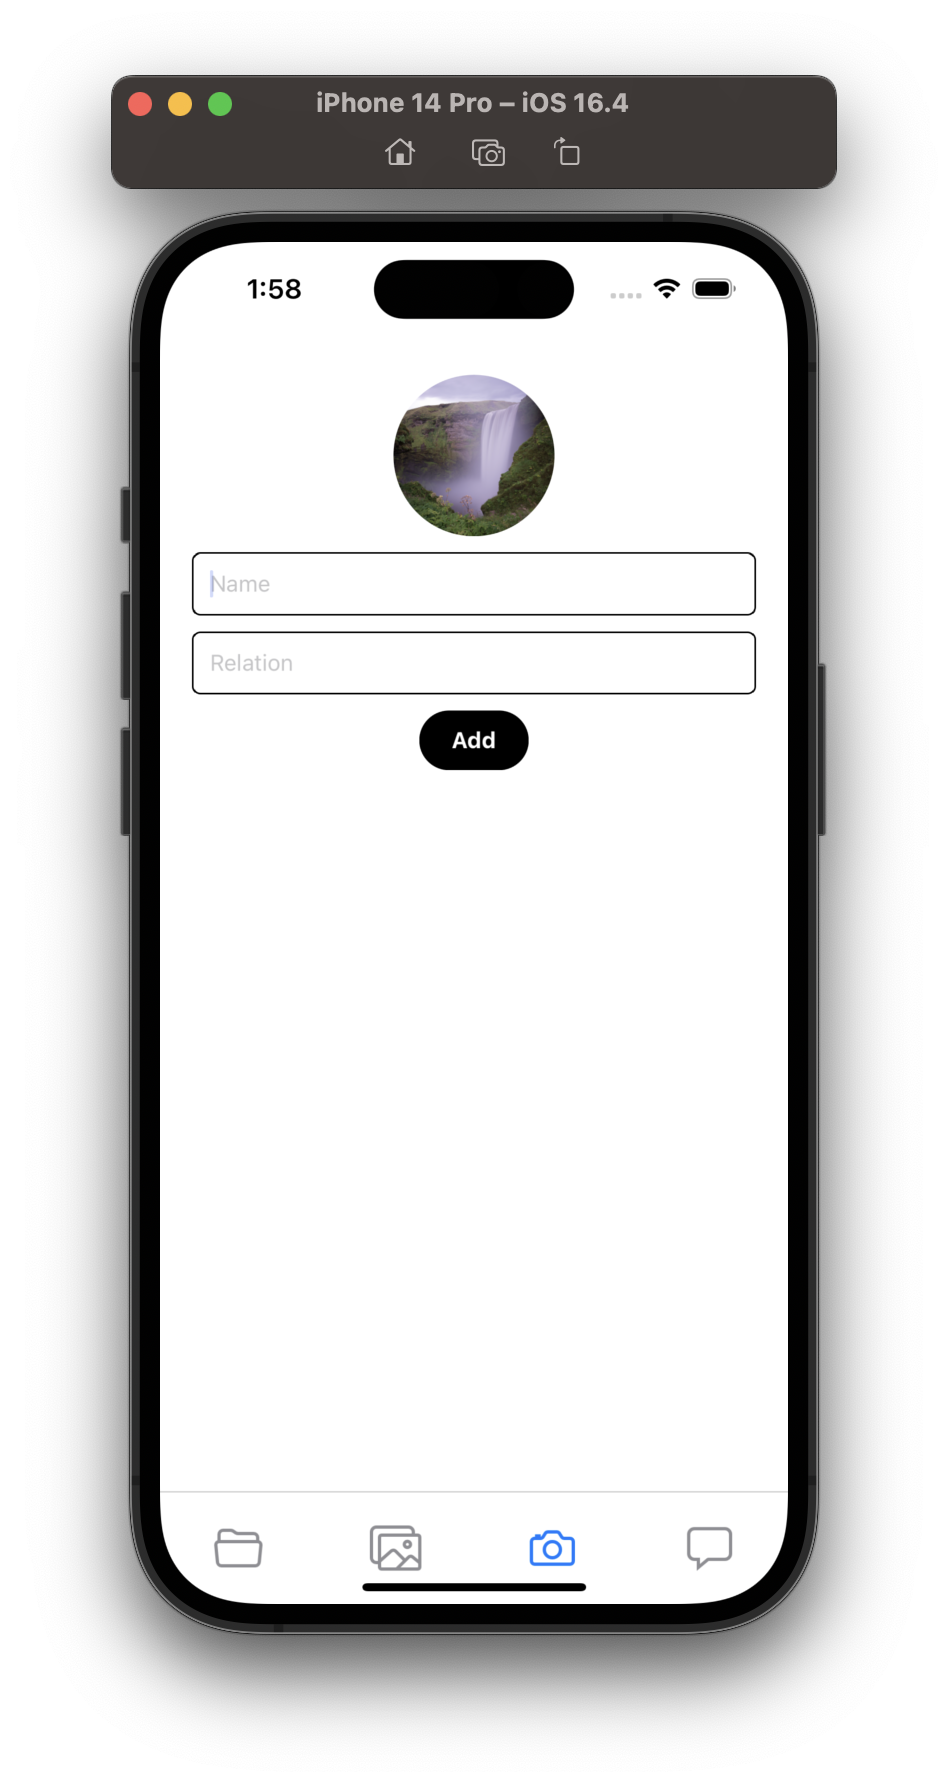 iPhone 14 Pro – iOS 16.4
1:58
Name
Relation
Add